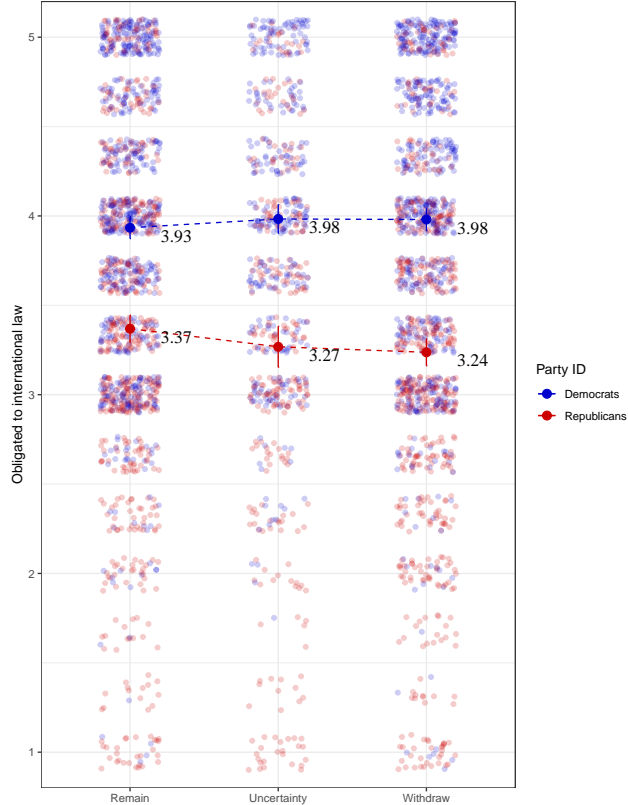 Obligated to international law
5
4
3
2
1
3.93
3.98
3.98
3.37
3.27
3.24
Remain
Uncertainty
Withdraw
Party ID
Democrats
Republicans